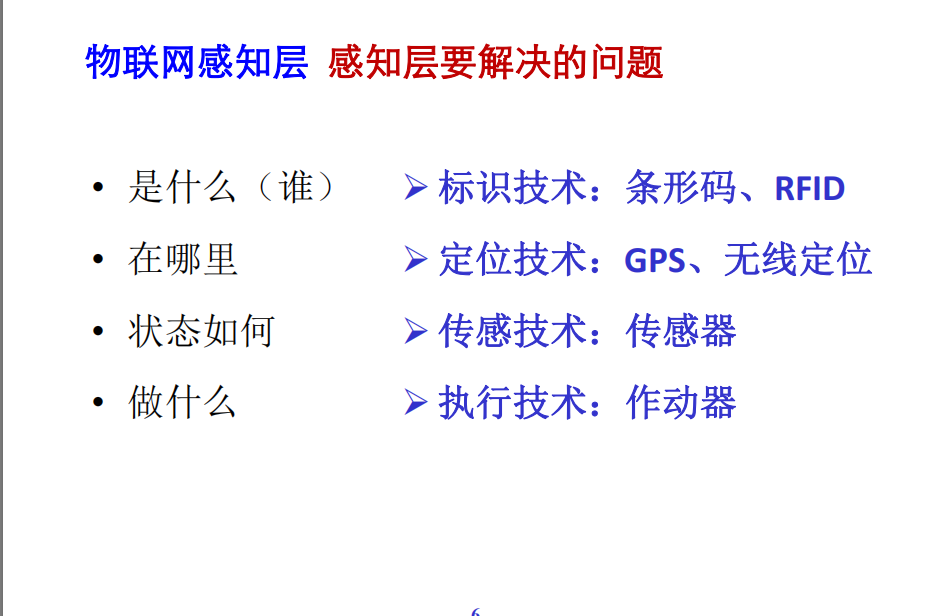 物联网感知层 感知层要解决的问题
• 是什么（谁） ➢ 标识技术：条形码、RFID
• 在哪里 ➢ 定位技术：GPS、无线定位
• 状态如何 ➢ 传感技术：传感器
• 做什么 ➢ 执行技术：作动器